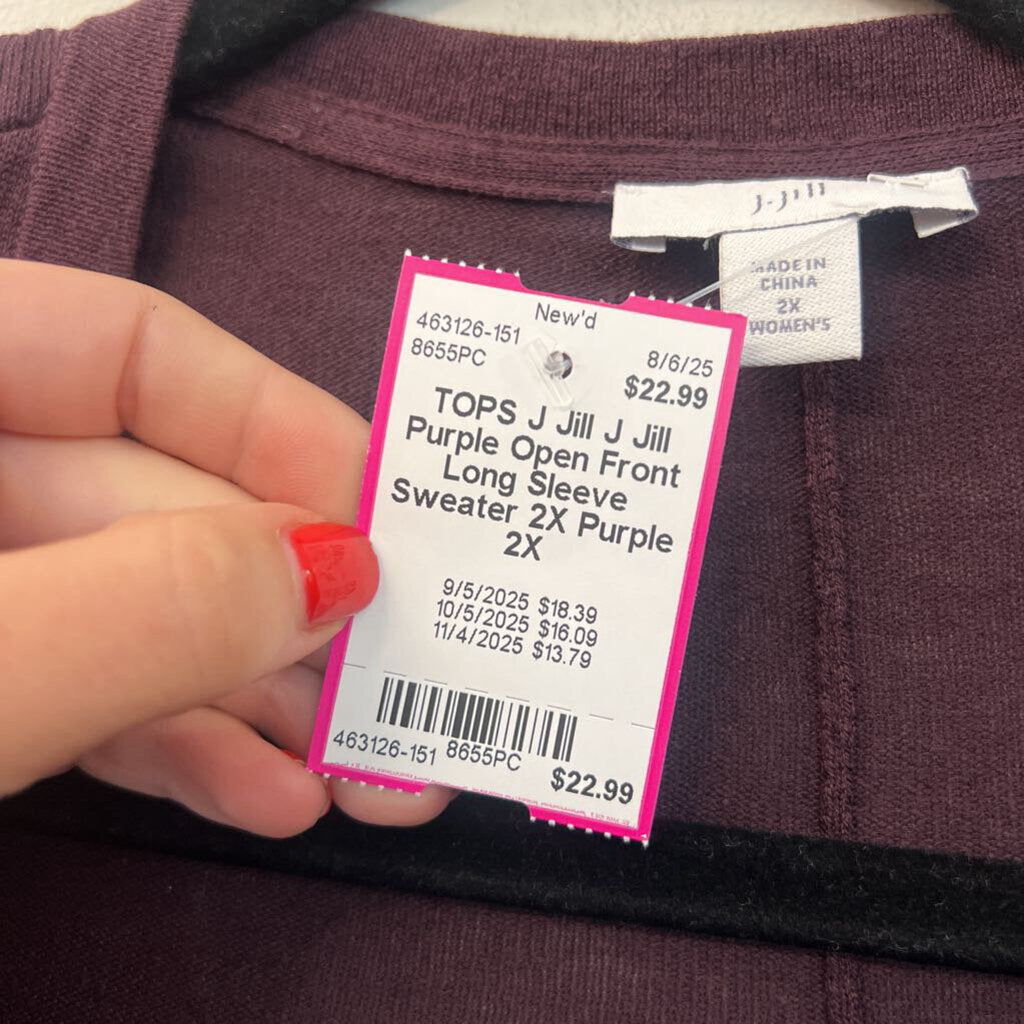 J.Jill
MADE IN
CHINA
2X
WOMEN'S
New'd
463126-151
8655PC
8/6/25
$22.99
TOPS J Jill J Jill
Purple Open Front
Long Sleeve
Sweater 2X Purple
2X
9/5/2025 $18.39
10/5/2025 $16.09
11/4/2025 $13.79
463126-151 8655PC
$22.99